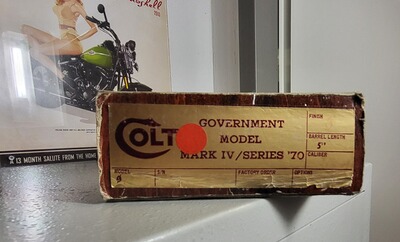 13 MONTH SALUTE FROM THE HOME
COLT
GOVERNMENT
MODEL
MARK IV/SERIES '70
FINISH
BARREL LENGTH
5"
CALIBER
MODEL
S/N
FACTORY ORDER
OPTIONS